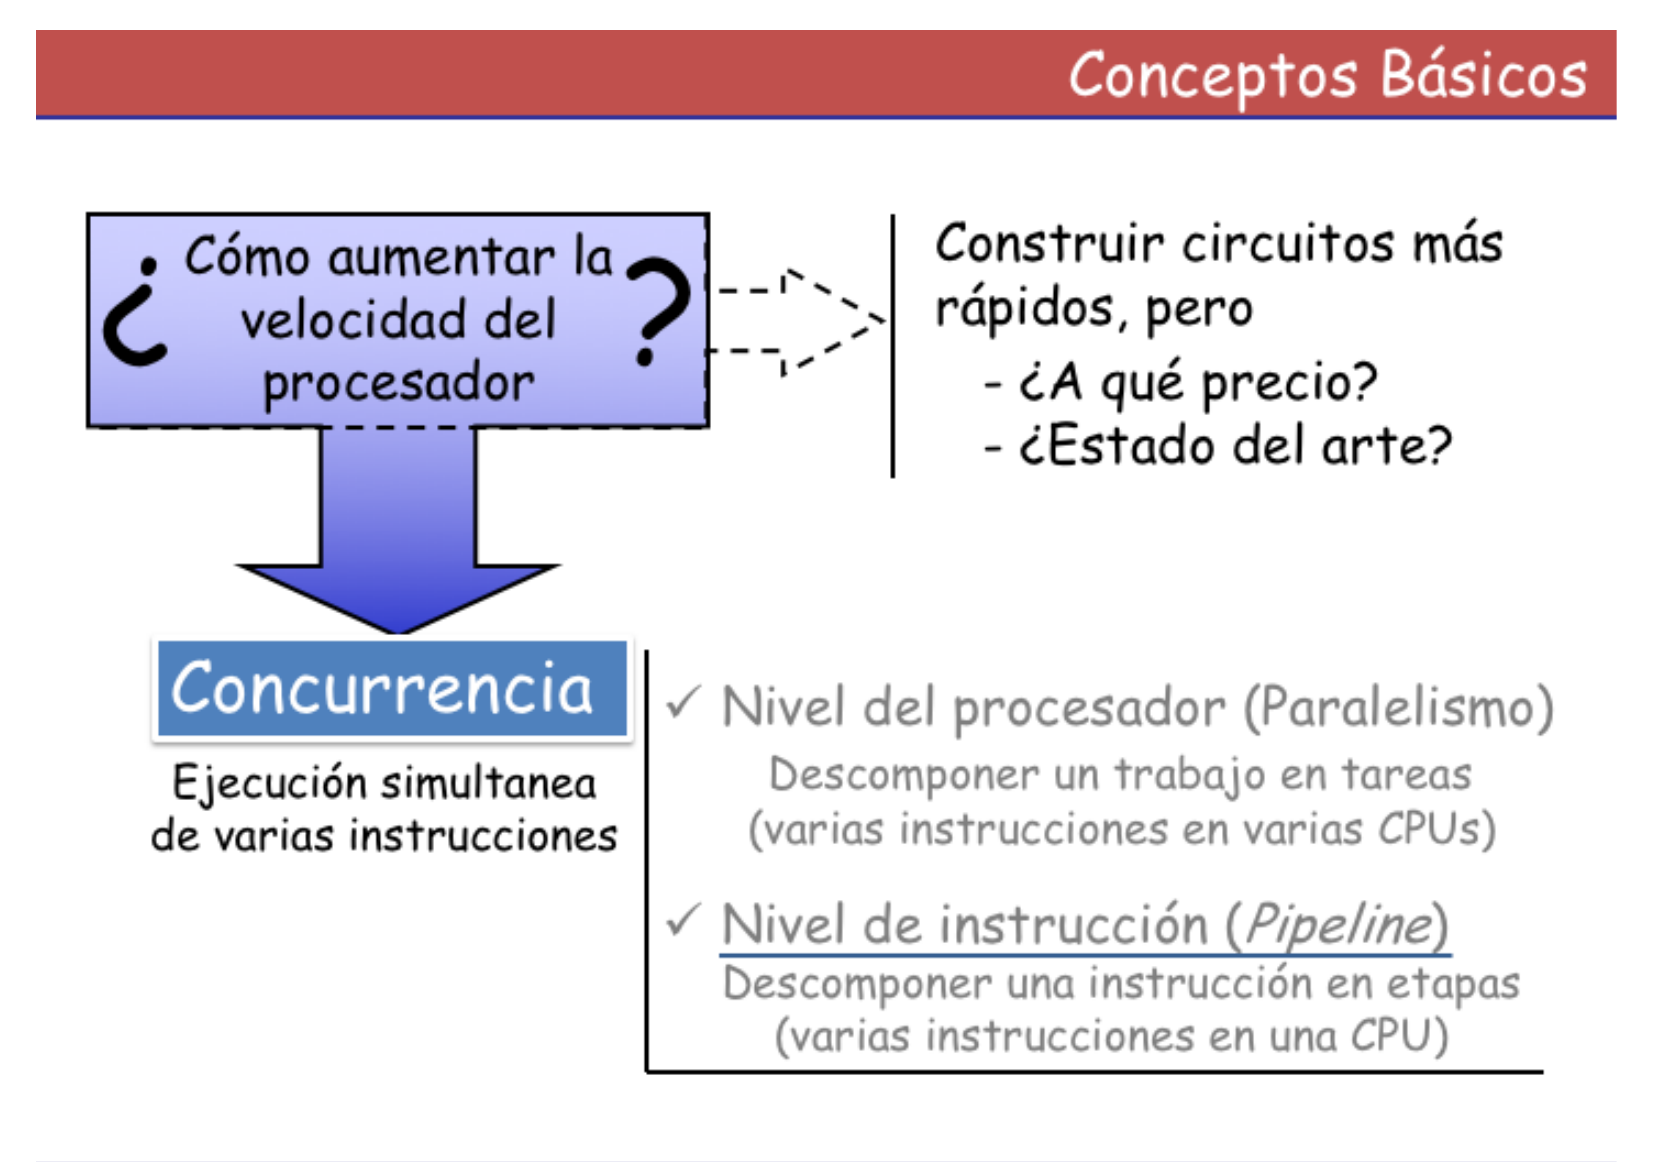 Conceptos Básicos
¿ Cómo aumentar la
velocidad del
procesador ?
Construir circuitos más
rápidos, pero
- ¿A qué precio?
- ¿Estado del arte?
Concurrencia
Ejecución simultanea
de varias instrucciones
✓ Nivel del procesador (Paralelismo)
Descomponer un trabajo en tareas
(varias instrucciones en varias CPUs)
✓ Nivel de instrucción (Pipeline)
Descomponer una instrucción en etapas
(varias instrucciones en una CPU)